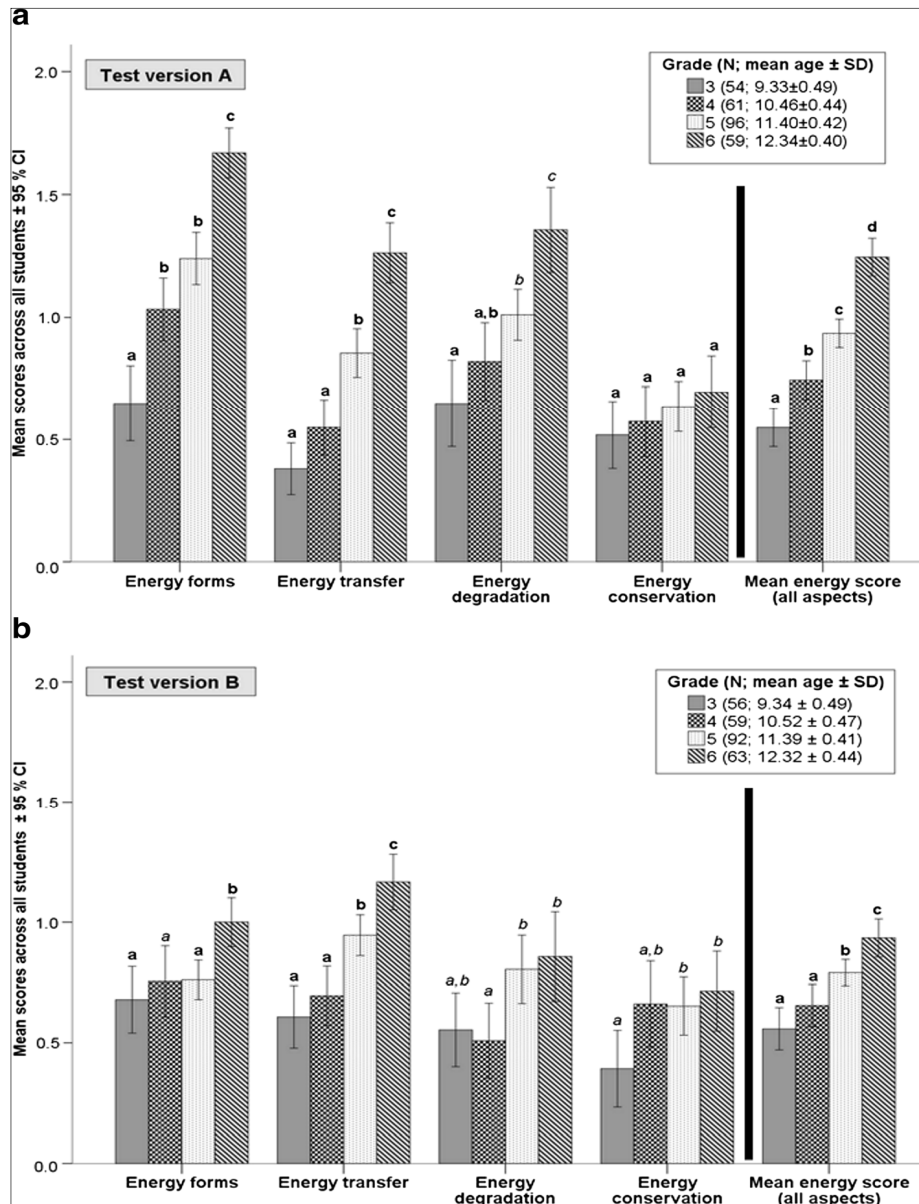 a
Test version A
Grade (N; mean age ± SD)
3 (54; 9.33±0.49)
4 (61; 10.46±0.44)
5 (96; 11.40±0.42)
6 (59; 12.34±0.40)
Mean scores across all students ± 95 % CI
2.0
1.5
1.0
0.5
0.0
a b b c
a a b c
a a,b b c
a a a a
a b c d
Energy forms
Energy transfer
Energy
degradation
Energy
conservation
Mean energy score
(all aspects)
b
Test version B
Grade (N; mean age ± SD)
3 (56; 9.34 ± 0.49)
4 (59; 10.52 ± 0.47)
5 (92; 11.39 ± 0.41)
6 (63; 12.32 ± 0.44)
Mean scores across all students ± 95 % CI
2.0
1.5
1.0
0.5
0.0
a a a b
a a b c
a,b a b b
a a,b b b
a a b c
Energy forms
Energy transfer
Energy
degradation
Energy
conservation
Mean energy score
(all aspects)